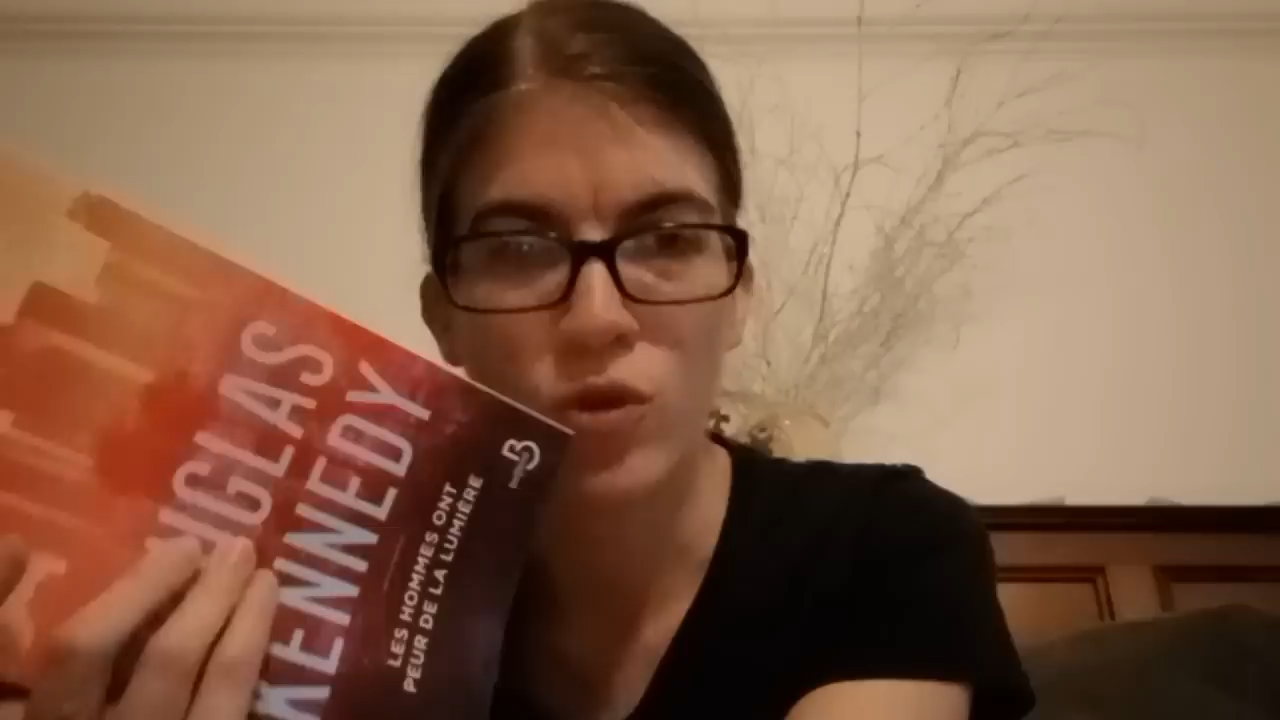 UGLAS
KENNEDY
LES HOMMES ONT
PEUR DE LA LUMIÈRE